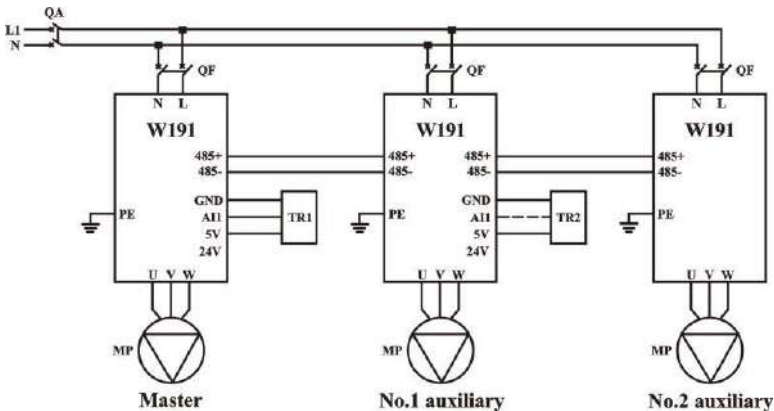 QA
L1
N
QF QF QF
N L N L N L
W191 W191 W191
485+ 485+ 485+ 485+
485- 485- 485- 485-
GND GND
PE AI1 TR1 PE AI1 TR2 PE
5V 5V
24V 24V
U V W U V W U V W
MP MP MP
Master No.1 auxiliary No.2 auxiliary